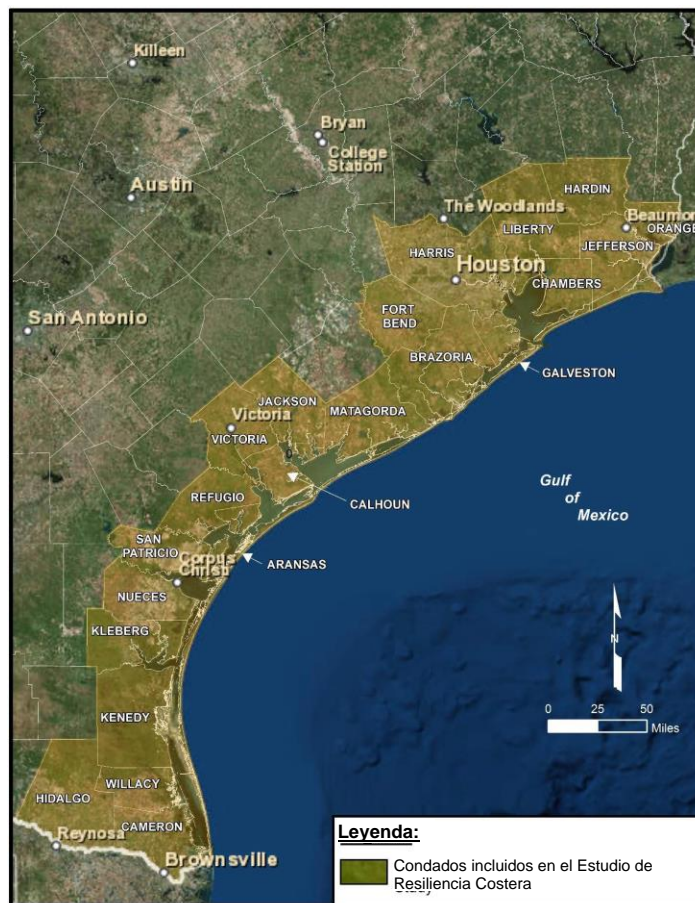 Killeen
Bryan
College
Station
Austin
HARDIN
The Woodlands
Beaumon
LIBERTY
ORANGE
HARRIS
JEFFERSON
Houston
CHAMBERS
San Antonio
FORT
BEND
BRAZORIA
GALVESTON
JACKSON
MATAGORDA
Victoria
VICTORIA
REFUGIO
CALHOUN
Gulf
of
Mexico
SAN
PATRICIO
ARANSAS
Corpus
Christi
NUECES
KLEBERG
N
KENEDY
0 25 50
Miles
WILLACY
HIDALGO
CAMERON
Reynosa
Brownsville
Leyenda:
Condados incluidos en el Estudio de
Resiliencia Costera